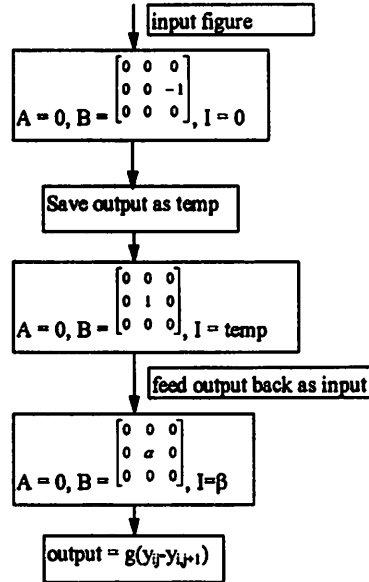 input figure
0 0 0
0 0 -1
A = 0, B = 0 0 0 , I = 0
Save output as temp
0 0 0
0 1 0
A = 0, B = 0 0 0 , I = temp
feed output back as input
0 0 0
0 α 0
A = 0, B = 0 0 0 , I=β
output = g(yij-yi,j+1)